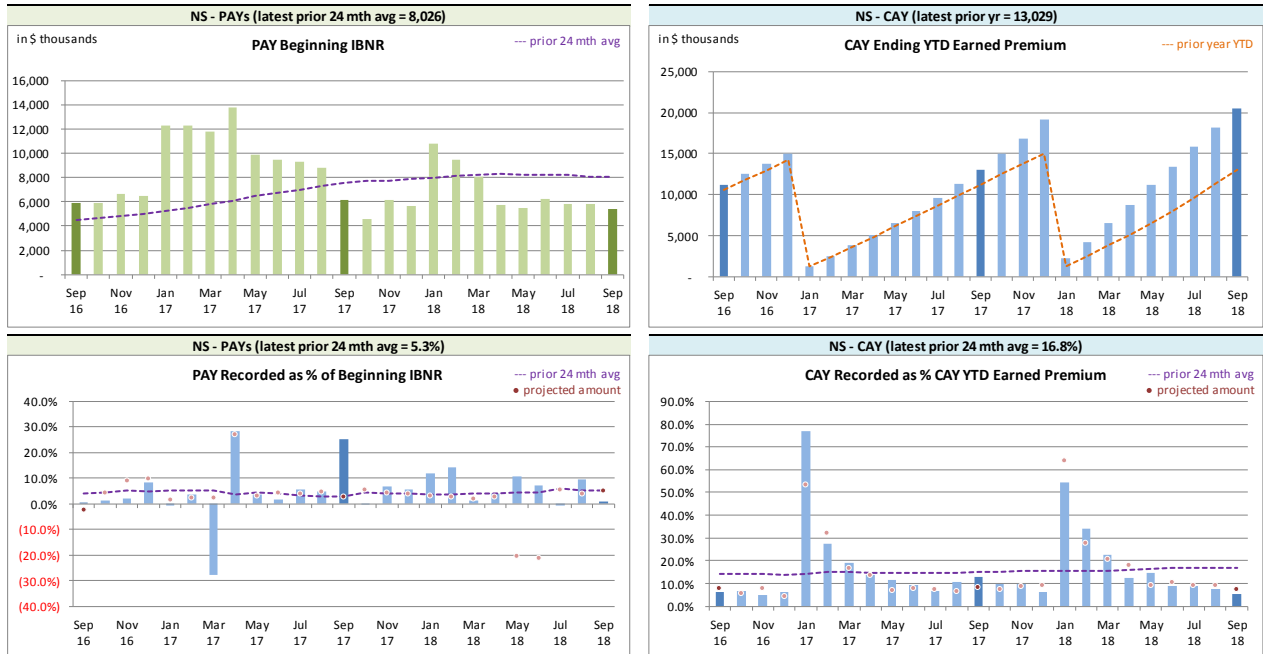 NS - PAYs (latest prior 24 mth avg = 8,026)
in $ thousands
PAY Beginning IBNR
--- prior 24 mth avg
16,000
14,000
12,000
10,000
8,000
6,000
4,000
2,000
-
Sep Nov Jan Mar May Jul Sep Nov Jan Mar May Jul Sep
16 16 17 17 17 17 17 17 18 18 18 18 18
NS - CAY (latest prior yr = 13,029)
in $ thousands
CAY Ending YTD Earned Premium
--- prior year YTD
25,000
20,000
15,000
10,000
5,000
-
Sep Nov Jan Mar May Jul Sep Nov Jan Mar May Jul Sep
16 16 17 17 17 17 17 17 18 18 18 18 18
NS - PAYs (latest prior 24 mth avg = 5.3%)
PAY Recorded as % of Beginning IBNR
--- prior 24 mth avg
• projected amount
40.0%
30.0%
20.0%
10.0%
0.0%
(10.0%)
(20.0%)
(30.0%)
(40.0%)
Sep Nov Jan Mar May Jul Sep Nov Jan Mar May Jul Sep
16 16 17 17 17 17 17 17 18 18 18 18 18
NS - CAY (latest prior 24 mth avg = 16.8%)
CAY Recorded as % CAY YTD Earned Premium
--- prior 24 mth avg
• projected amount
90.0%
80.0%
70.0%
60.0%
50.0%
40.0%
30.0%
20.0%
10.0%
0.0%
Sep Nov Jan Mar May Jul Sep Nov Jan Mar May Jul Sep
16 16 17 17 17 17 17 17 18 18 18 18 18